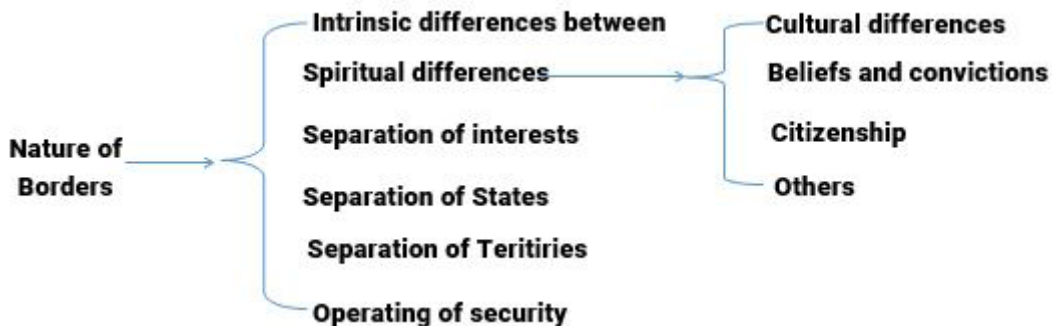 Nature of
Borders
Intrinsic differences between
Spiritual differences
Separation of interests
Separation of States
Separation of Teritiries
Operating of security
Cultural differences
Beliefs and convictions
Citizenship
Others